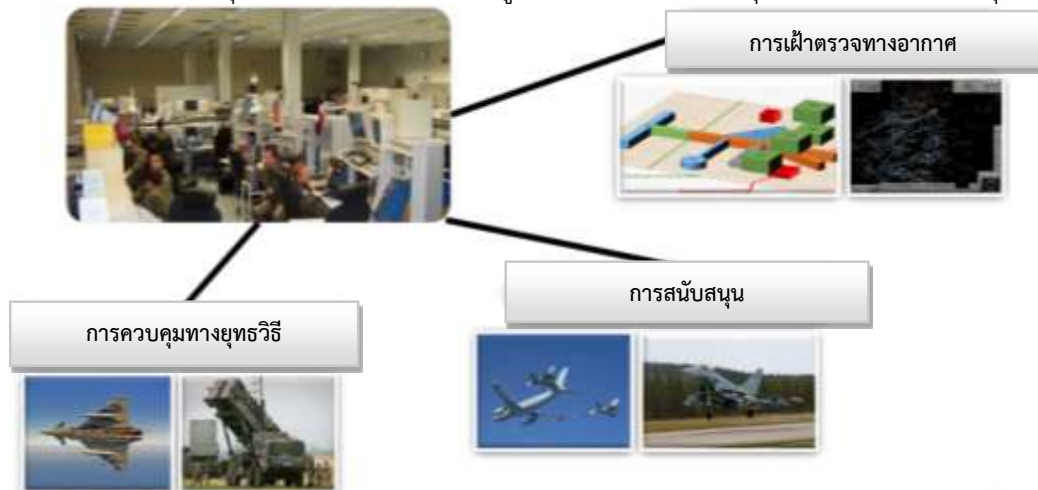 การเฝ้าตรวจทางอากาศ
การสนับสนุน
การควบคุมทางยุทธวิธี